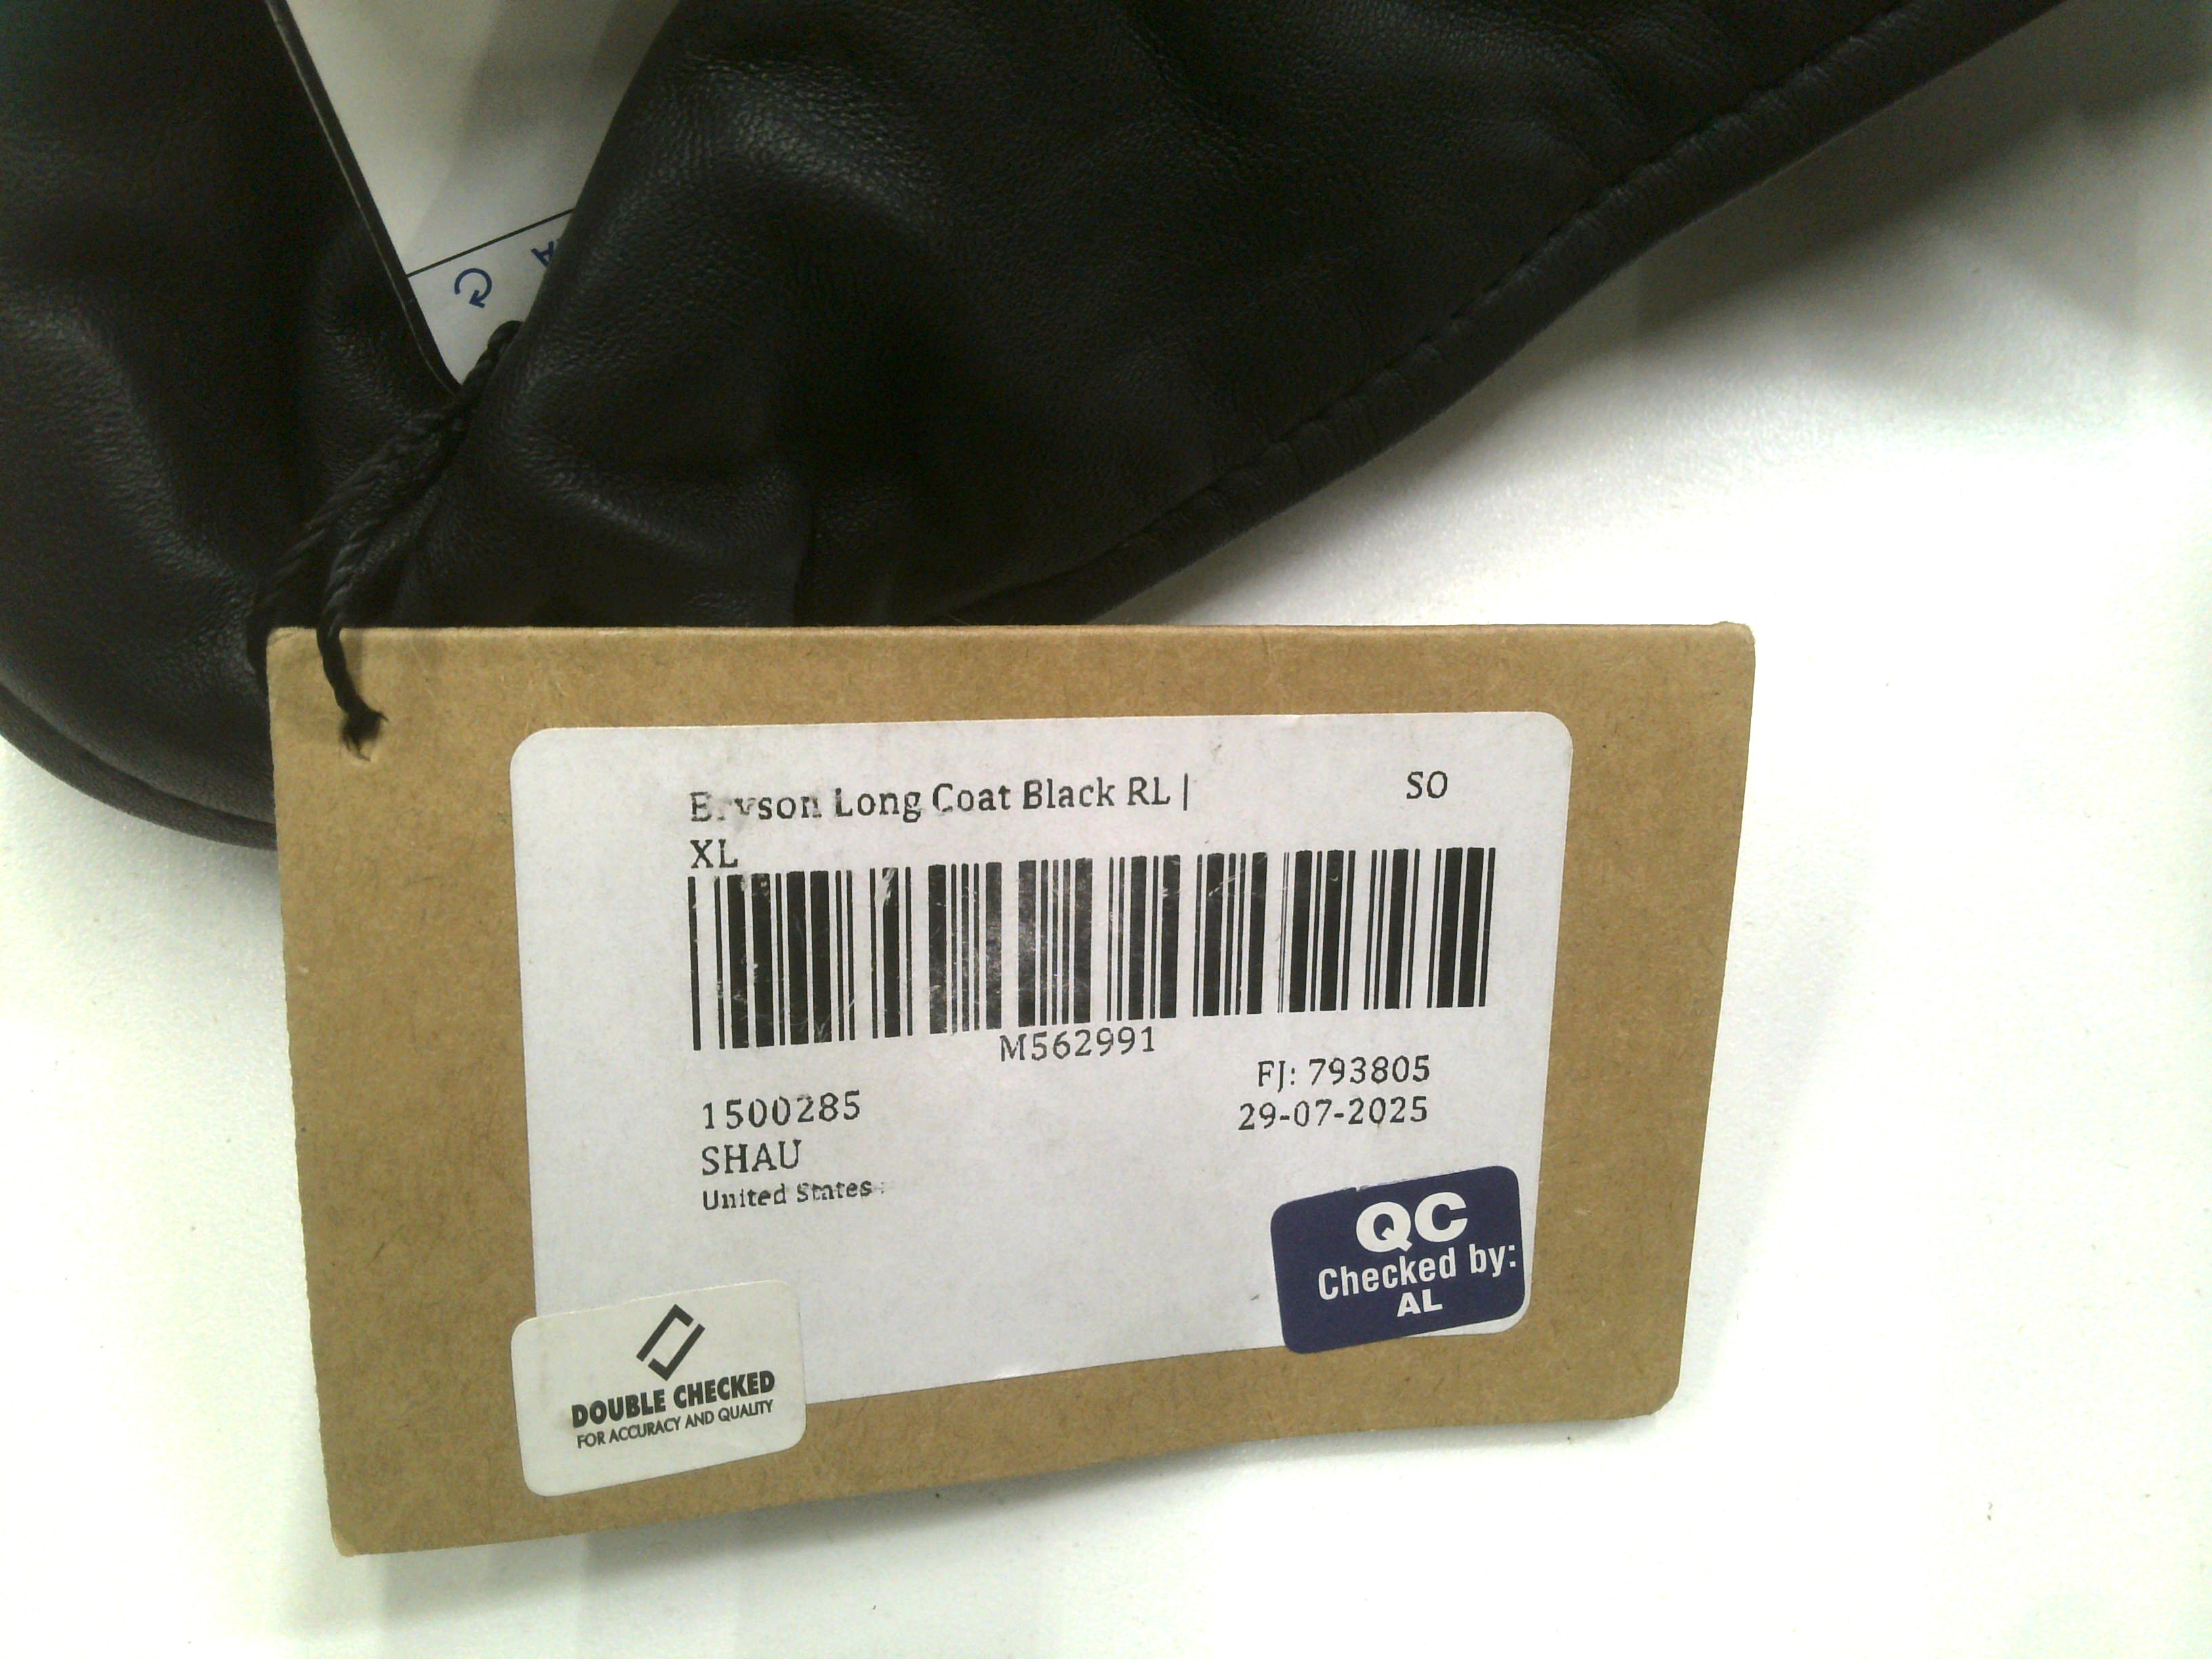 Bryson Long Coat Black RL |
XL
SO
M562991
FJ: 793805
1500285
29-07-2025
SHAU
United States
QC
Checked by:
AL
DOUBLE CHECKED
FOR ACCURACY AND QUALITY